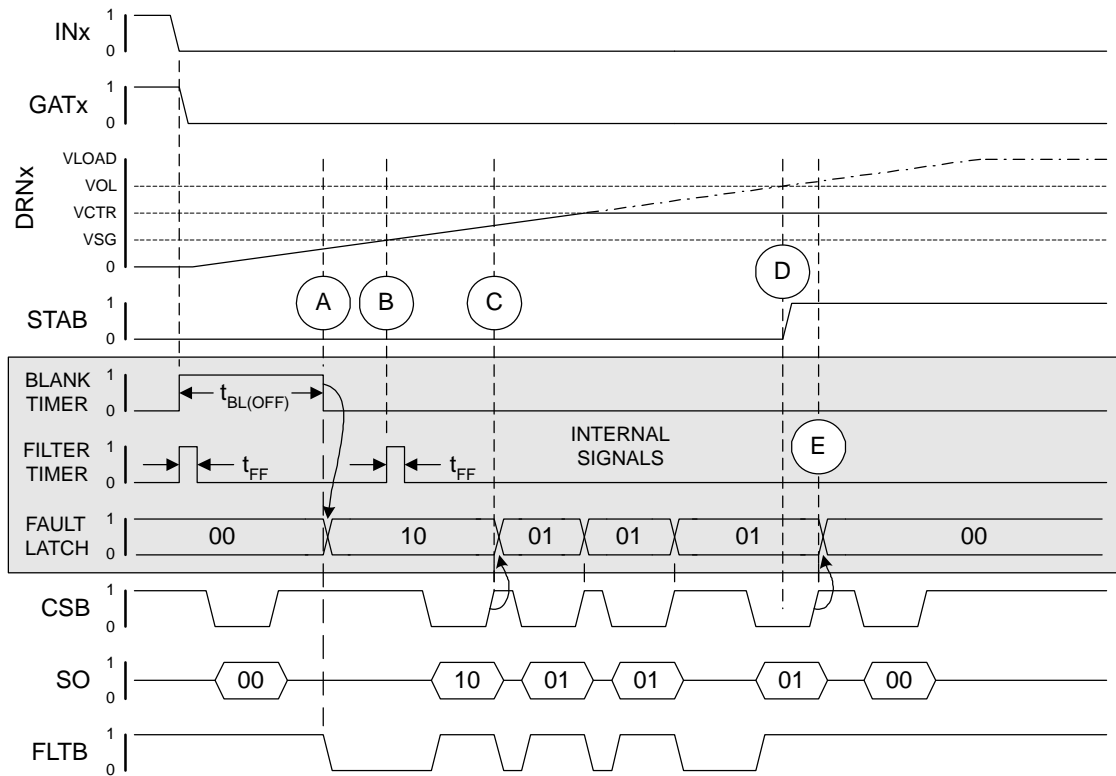 INx 1
0
GATx 1
0
DRNx
VLOAD
VOL
VCTR
VSG
0
A B C D
STAB 1
0
BLANK TIMER 1
0
tBL(OFF)
INTERNAL SIGNALS
E
FILTER TIMER 1
0
tFF tFF
FAULT LATCH 1
0
00 10 01 01 01 00
CSB 1
0
SO 1
0
00 10 01 01 01 00
FLTB 1
0